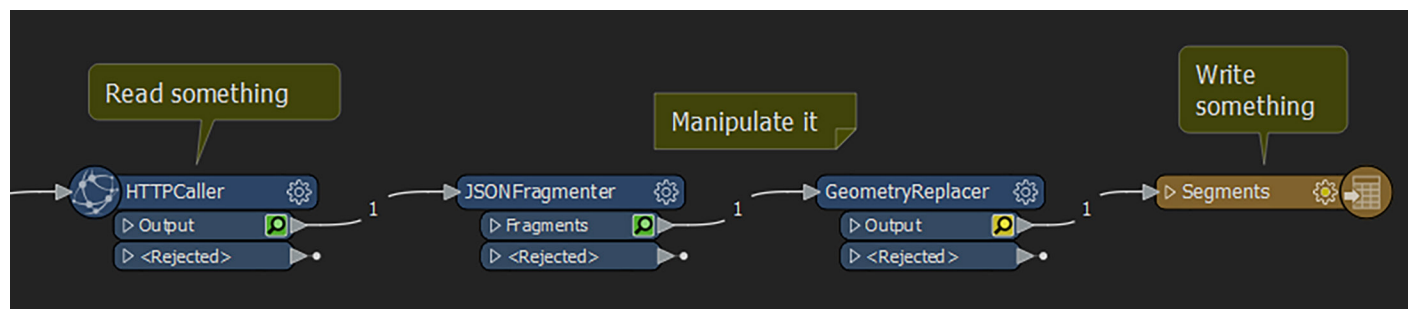 Read something
Manipulate it
Write
something
HTTPCaller
Output
<Rejected>
1
JSONFragmenter
Fragments
<Rejected>
1
GeometryReplacer
Output
<Rejected>
1
Segments